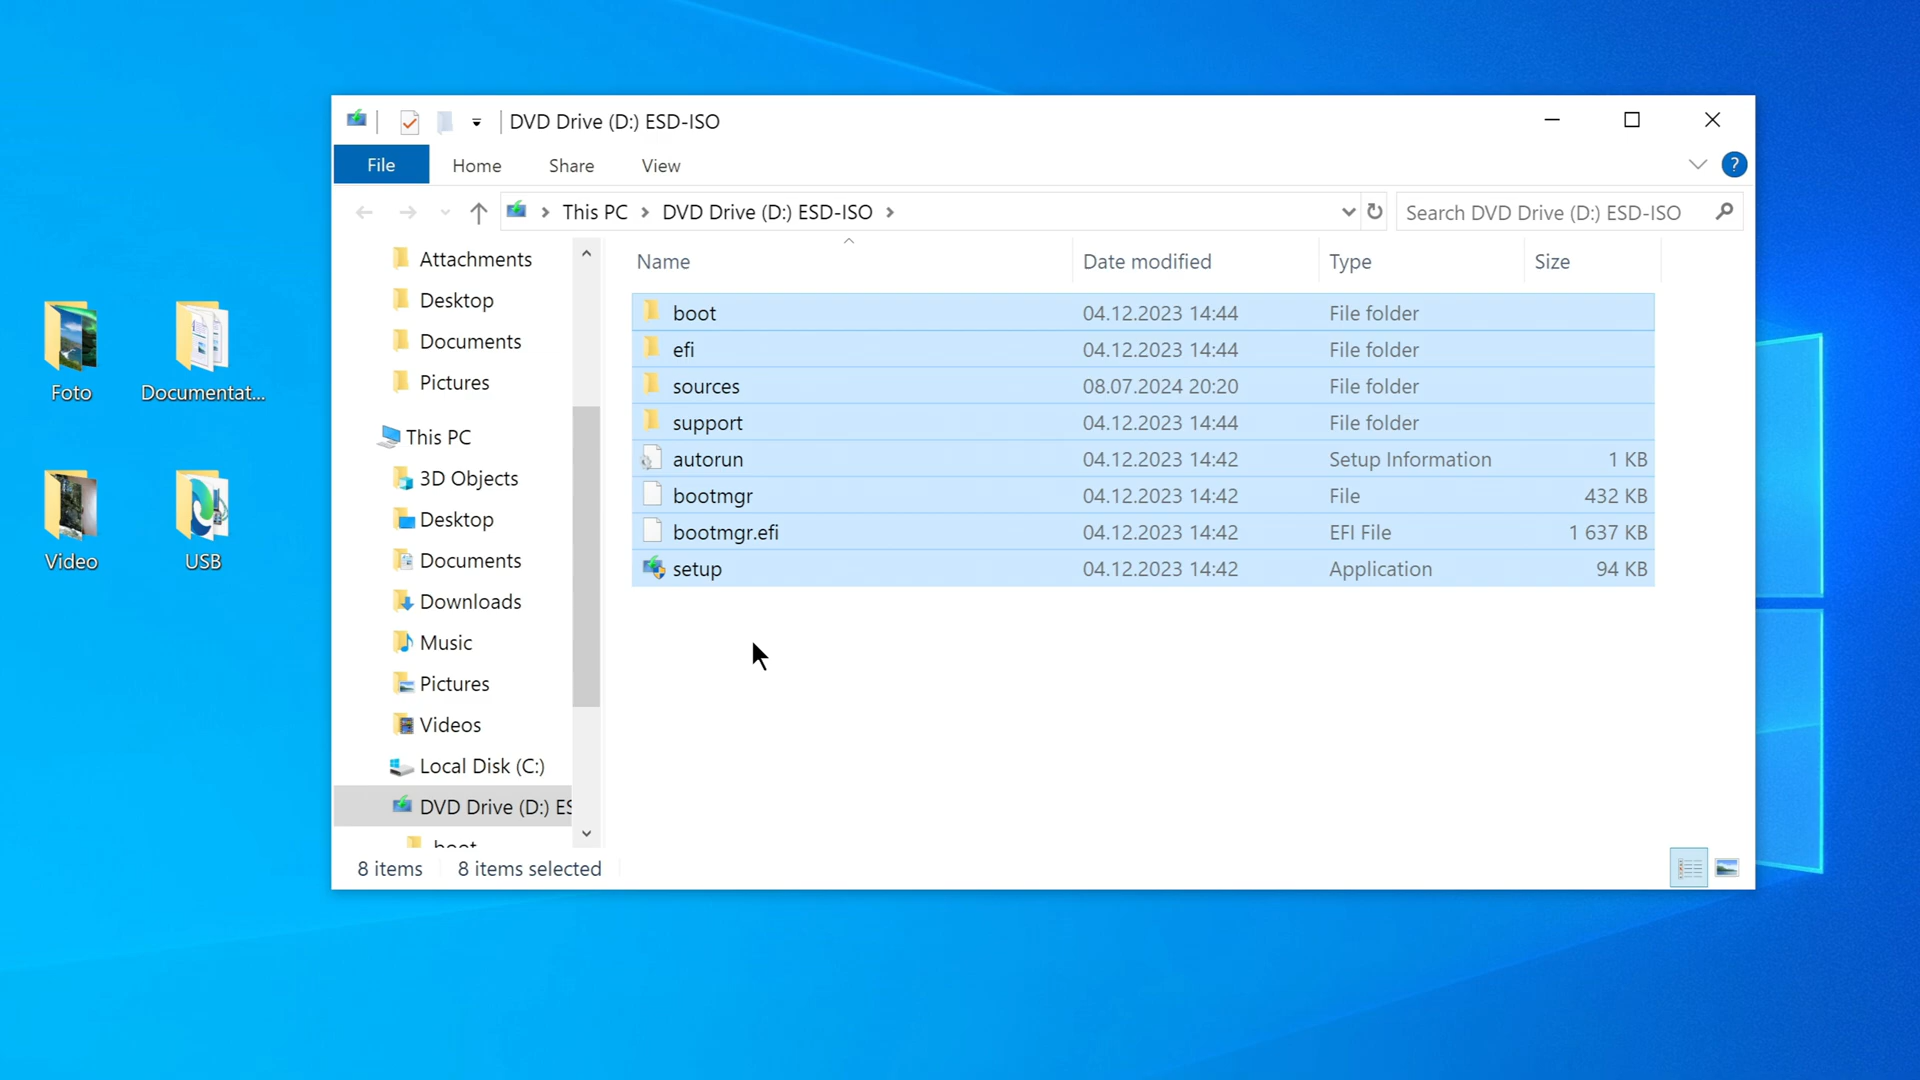 DVD Drive (D:) ESD-ISO
File Home Share View
?
This PC DVD Drive (D:) ESD-ISO
Search DVD Drive (D:) ESD-ISO
Attachments
Desktop
Documents
Pictures
This PC
3D Objects
Desktop
Documents
Downloads
Music
Pictures
Videos
Local Disk (C:)
DVD Drive (D:) ES
boot
Name Date modified Type Size
boot 04.12.2023 14:44 File folder
efi 04.12.2023 14:44 File folder
sources 08.07.2024 20:20 File folder
support 04.12.2023 14:44 File folder
autorun 04.12.2023 14:42 Setup Information 1 KB
bootmgr 04.12.2023 14:42 File 432 KB
bootmgr.efi 04.12.2023 14:42 EFI File 1 637 KB
setup 04.12.2023 14:42 Application 94 KB
8 items 8 items selected
Foto
Documentat...
Video
USB